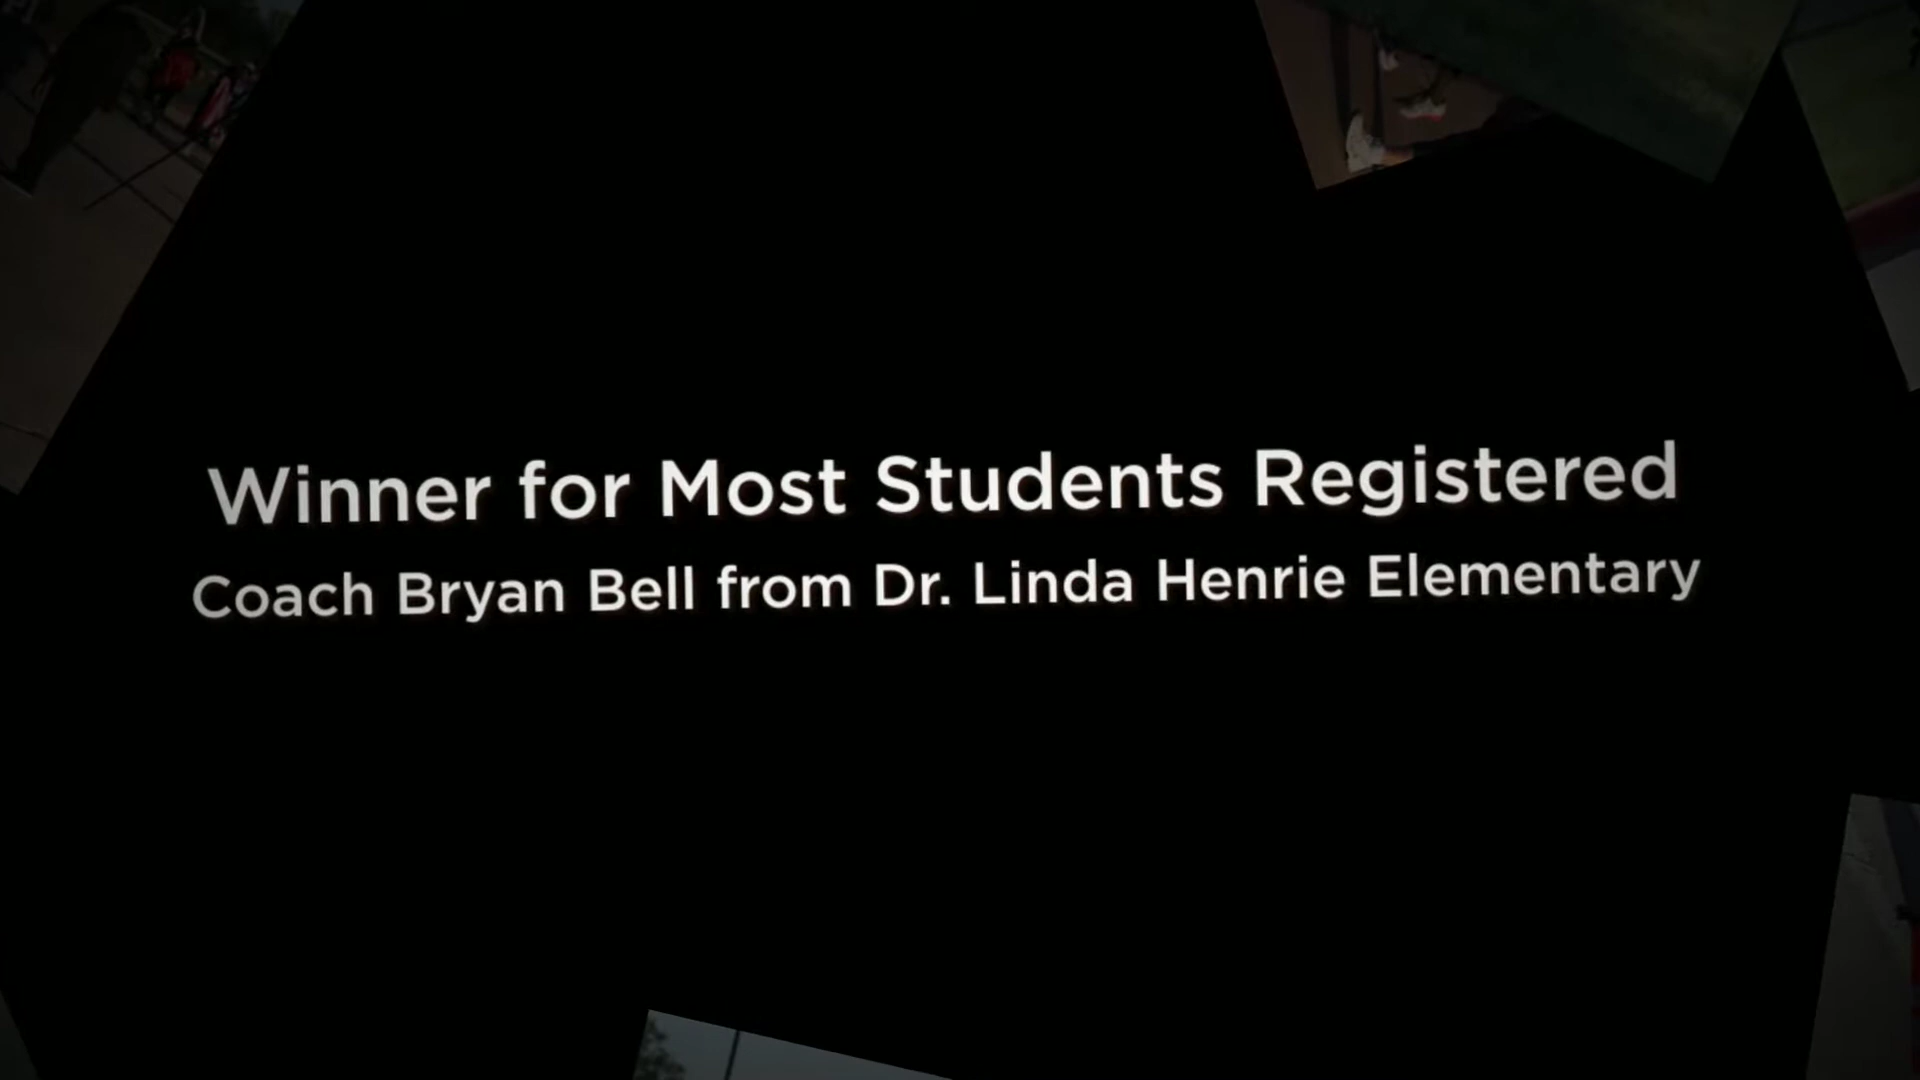 Winner for Most Students Registered
Coach Bryan Bell from Dr. Linda Henrie Elementary